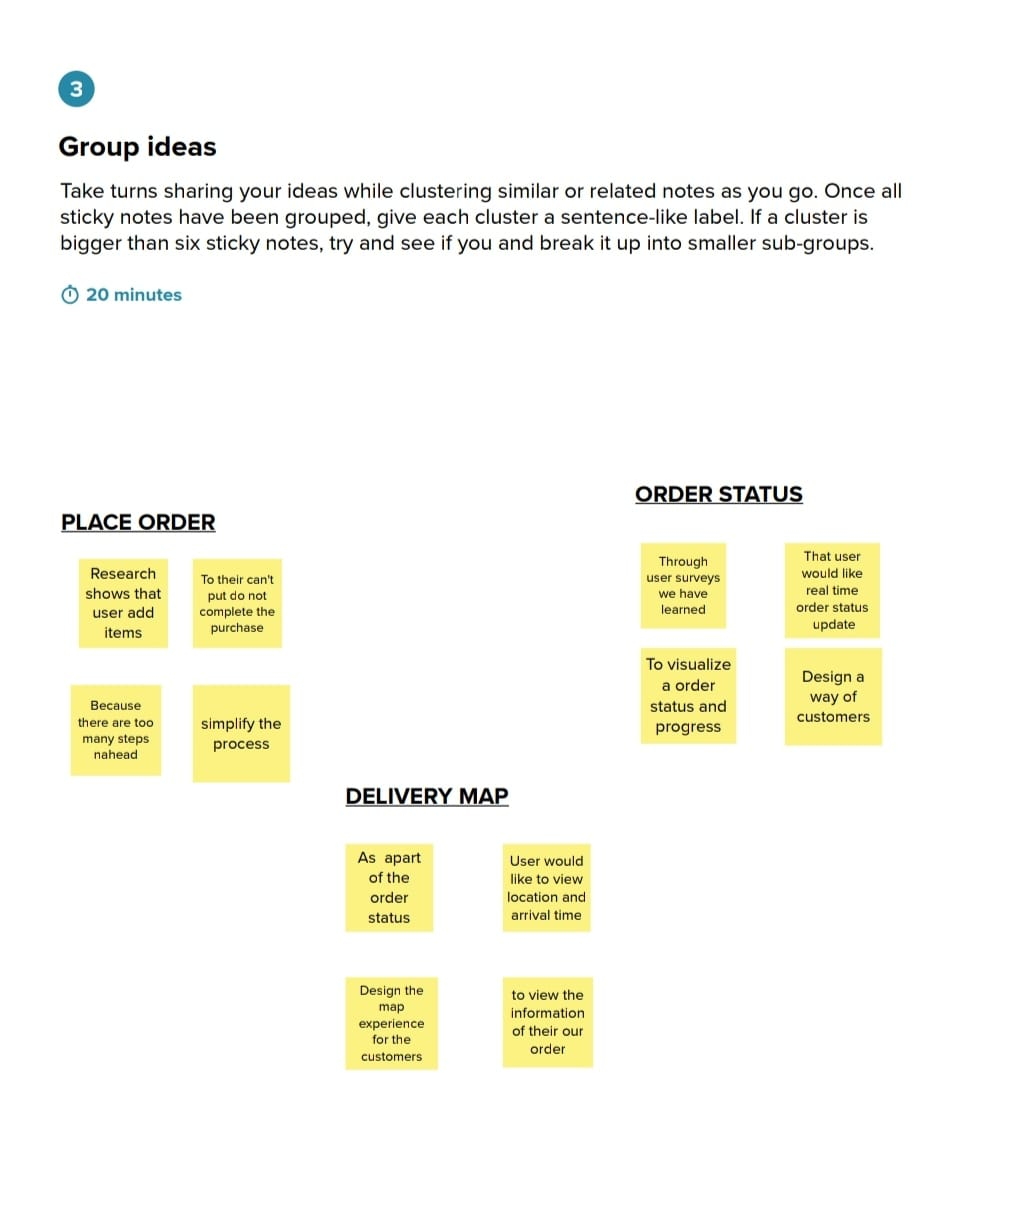 3
Group ideas
Take turns sharing your ideas while clustering similar or related notes as you go. Once all
sticky notes have been grouped, give each cluster a sentence-like label. If a cluster is
bigger than six sticky notes, try and see if you and break it up into smaller sub-groups.
20 minutes
PLACE ORDER
Research
shows that
user add
items
To their can't
put do not
complete the
purchase
Because
there are too
many steps
nahead
simplify the
process
ORDER STATUS
Through
user surveys
we have
learned
That user
would like
real time
order status
update
To visualize
a order
status and
progress
Design a
way of
customers
DELIVERY MAP
As apart
of the
order
status
User would
like to view
location and
arrival time
Design the
map
experience
for the
customers
to view the
information
of their our
order